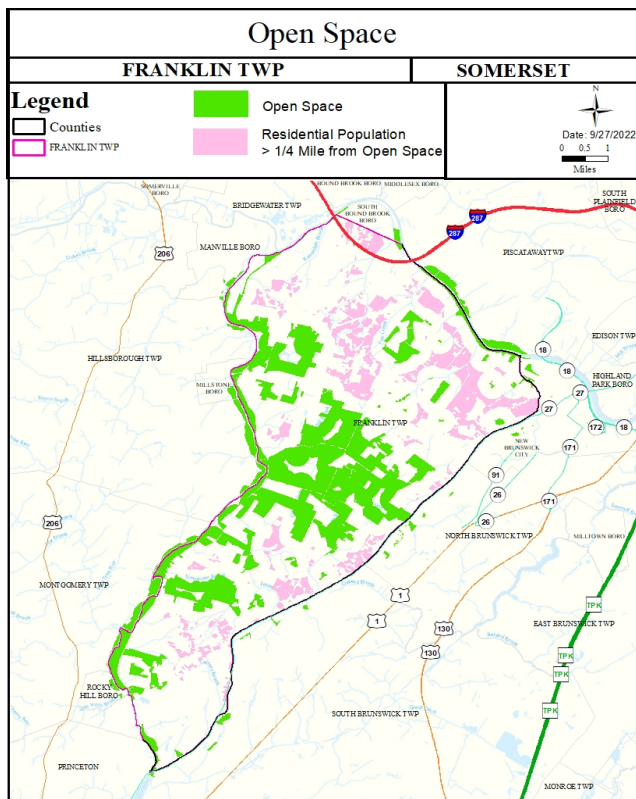 Open Space
FRANKLIN TWP
SOMERSET
Legend
Counties
FRANKLIN TWP
Open Space
Residential Population
> 1/4 Mile from Open Space
N
Date: 9/27/2022
0 0.5 1
Miles
SOMERVILLE
BORO
BOUND BROOK BORO
MIDDLESEX BORO
BRIDGEWATER TWP
SOUTH
BOUND BROOK
BORO
SOUTH
PLAINFIELD
BORO
287
287
MANVILLE BORO
206
PISCATAWAY TWP
EDISON TWP
18
HILLSBOROUGH TWP
18
HIGHLAND
PARK BORO
MILLSTONE
BORO
27
27
FRANKLIN TWP
172
18
NEW
BRUNSWICK
CITY
171
91
26
171
206
26
NORTH BRUNSWICK TWP
MILLTOWN BORO
MONTGOMERY TWP
1
TPK
1
130
EAST BRUNSWICK TWP
130
TPK
TPK
ROCKY
HILL BORO
TPK
SOUTH BRUNSWICK TWP
PRINCETON
MONROE TWP